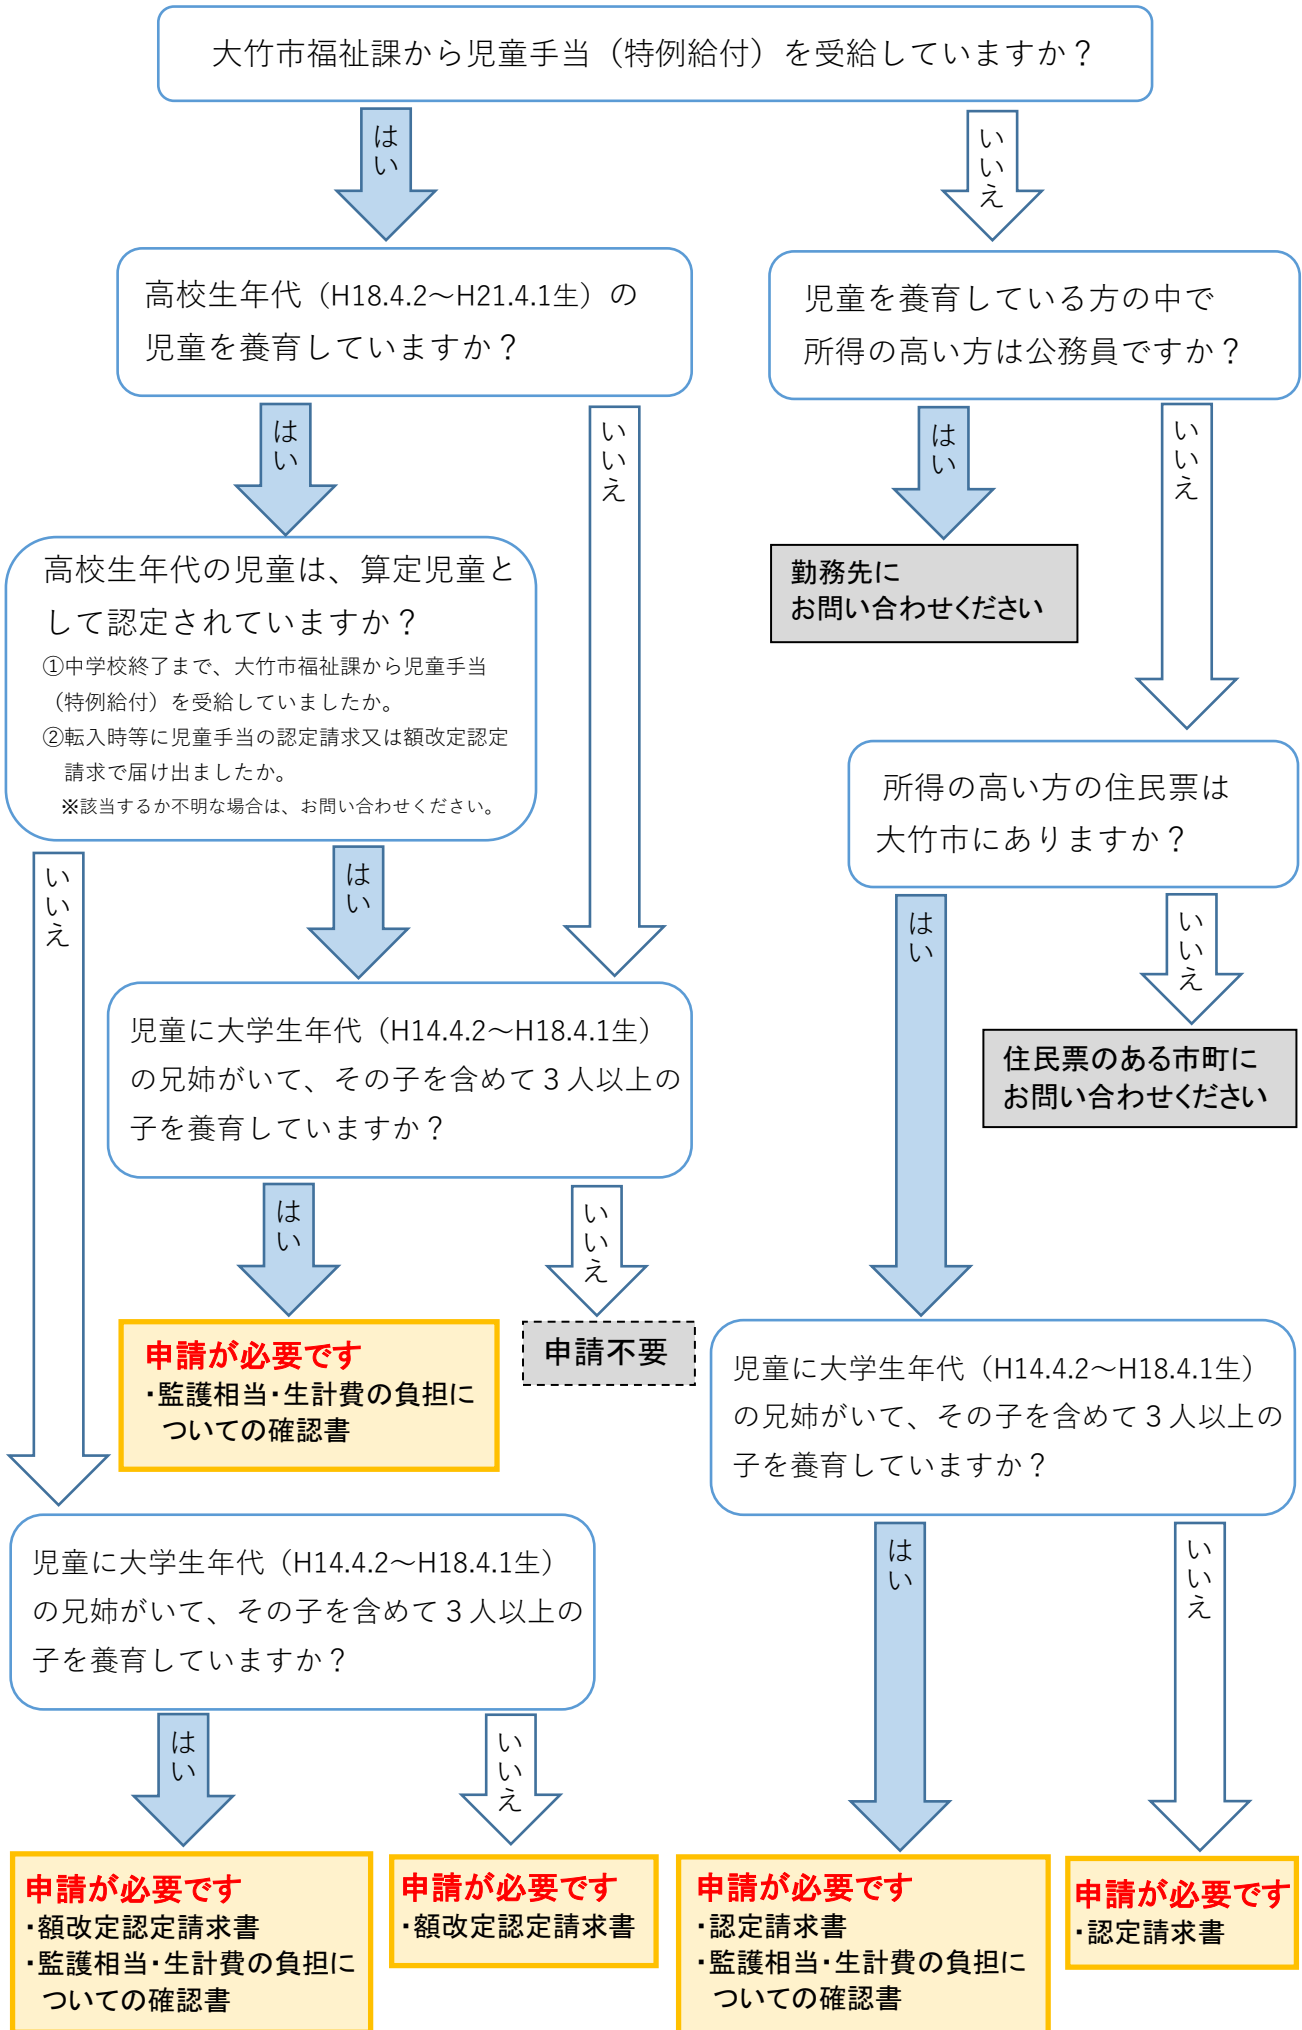 大竹市福祉課から児童手当（特例給付）を受給していますか？
はい
いいえ
高校生年代（H18.4.2～H21.4.1生）の
児童を養育していますか？
児童を養育している方の中で
所得の高い方は公務員ですか？
はい
いいえ
はい
いいえ
高校生年代の児童は、算定児童と
して認定されていますか？
①中学校終了まで、大竹市福祉課から児童手当
（特例給付）を受給していましたか。
②転入時等に児童手当の認定請求又は額改定認定
請求で届け出ましたか。
※該当するか不明な場合は、お問い合わせください。
勤務先に
お問い合わせください
所得の高い方の住民票は
大竹市にありますか？
いいえ
はい
はい
いいえ
児童に大学生年代（H14.4.2～H18.4.1生）
の兄姉がいて、その子を含めて３人以上の
子を養育していますか？
住民票のある市町に
お問い合わせください
はい
いいえ
申請が必要です
・監護相当・生計費の負担に
ついての確認書
申請不要
児童に大学生年代（H14.4.2～H18.4.1生）
の兄姉がいて、その子を含めて３人以上の
子を養育していますか？
児童に大学生年代（H14.4.2～H18.4.1生）
の兄姉がいて、その子を含めて３人以上の
子を養育していますか？
はい
いいえ
はい
いいえ
申請が必要です
・額改定認定請求書
・監護相当・生計費の負担に
ついての確認書
申請が必要です
・額改定認定請求書
申請が必要です
・認定請求書
・監護相当・生計費の負担に
ついての確認書
申請が必要です
・認定請求書